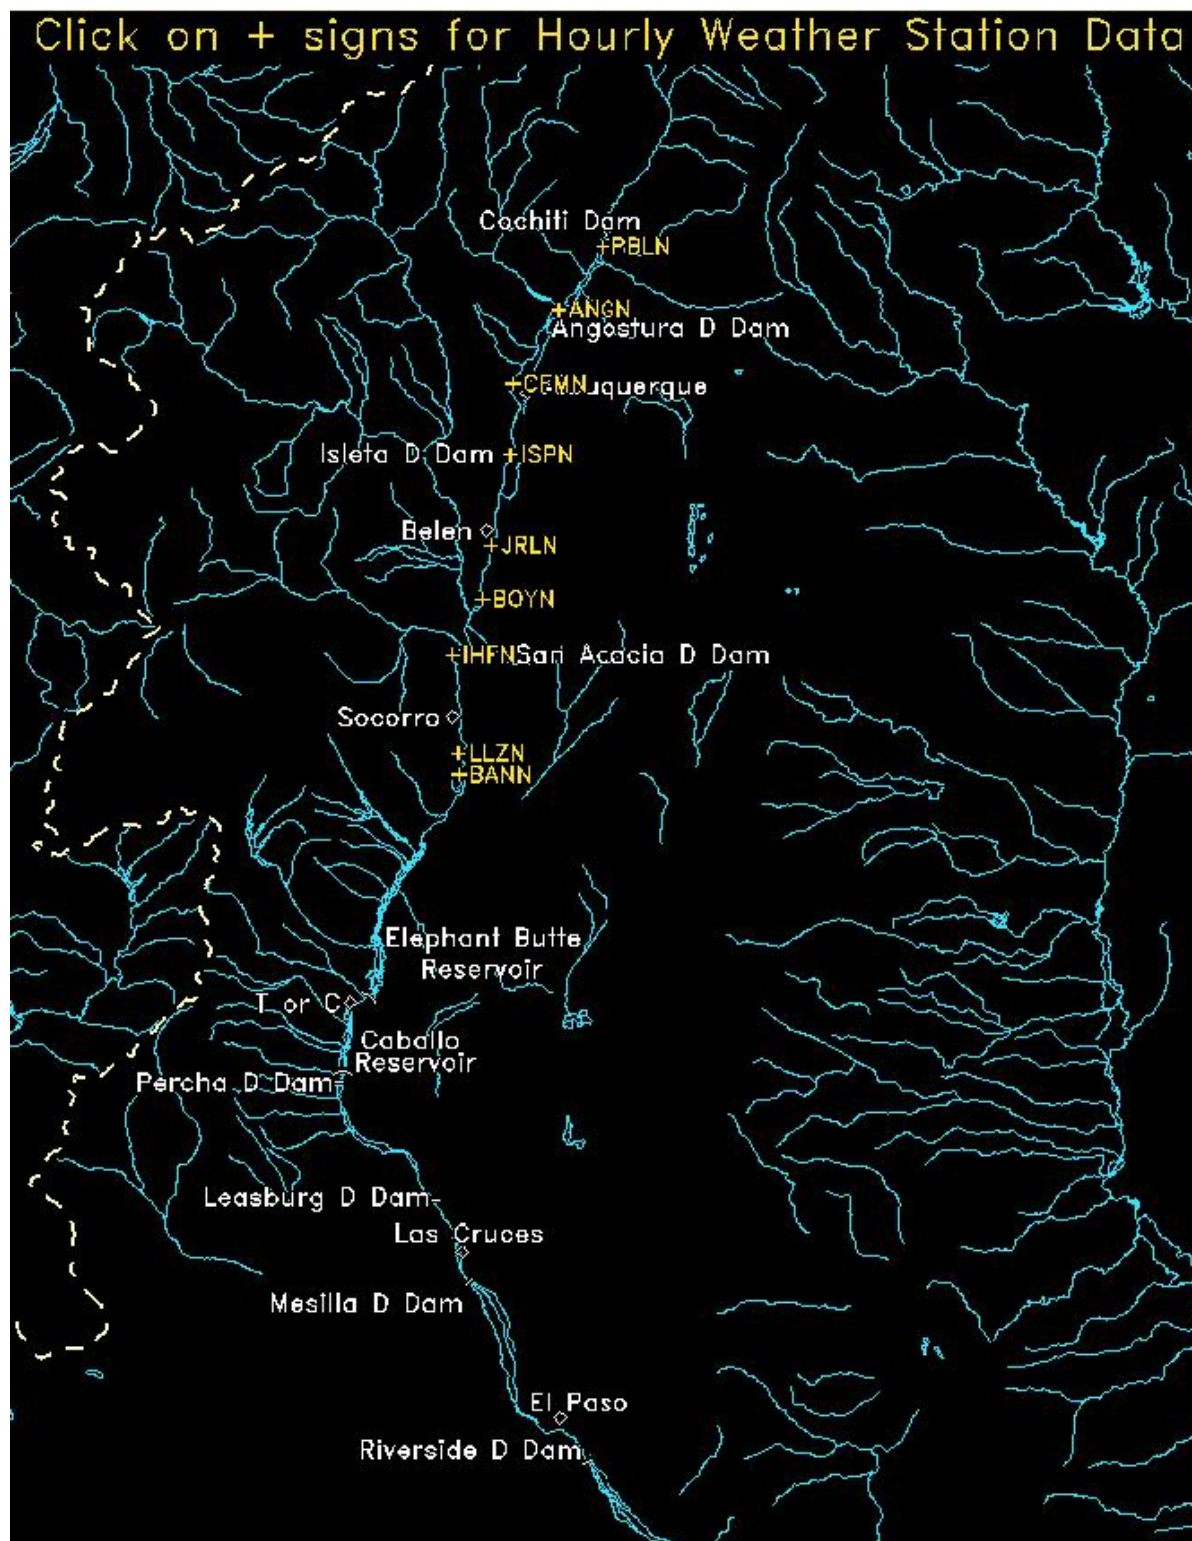 Click on + signs for Hourly Weather Station Data
Cochiti Dam
+PBLN
+ANGN
Angostura D Dam
+CFMN
Isleta D Dam +ISPN
Belen
+JRLN
+BOYN
+IHFN San Acacia D Dam
Socorro
+LLZN
+BANN
Elephant Butte
Reservoir
T or C
Caballo
Reservoir
Percha D Dam
Leasburg D Dam
Las Cruces
Mesilla D Dam
El Paso
Riverside D Dam